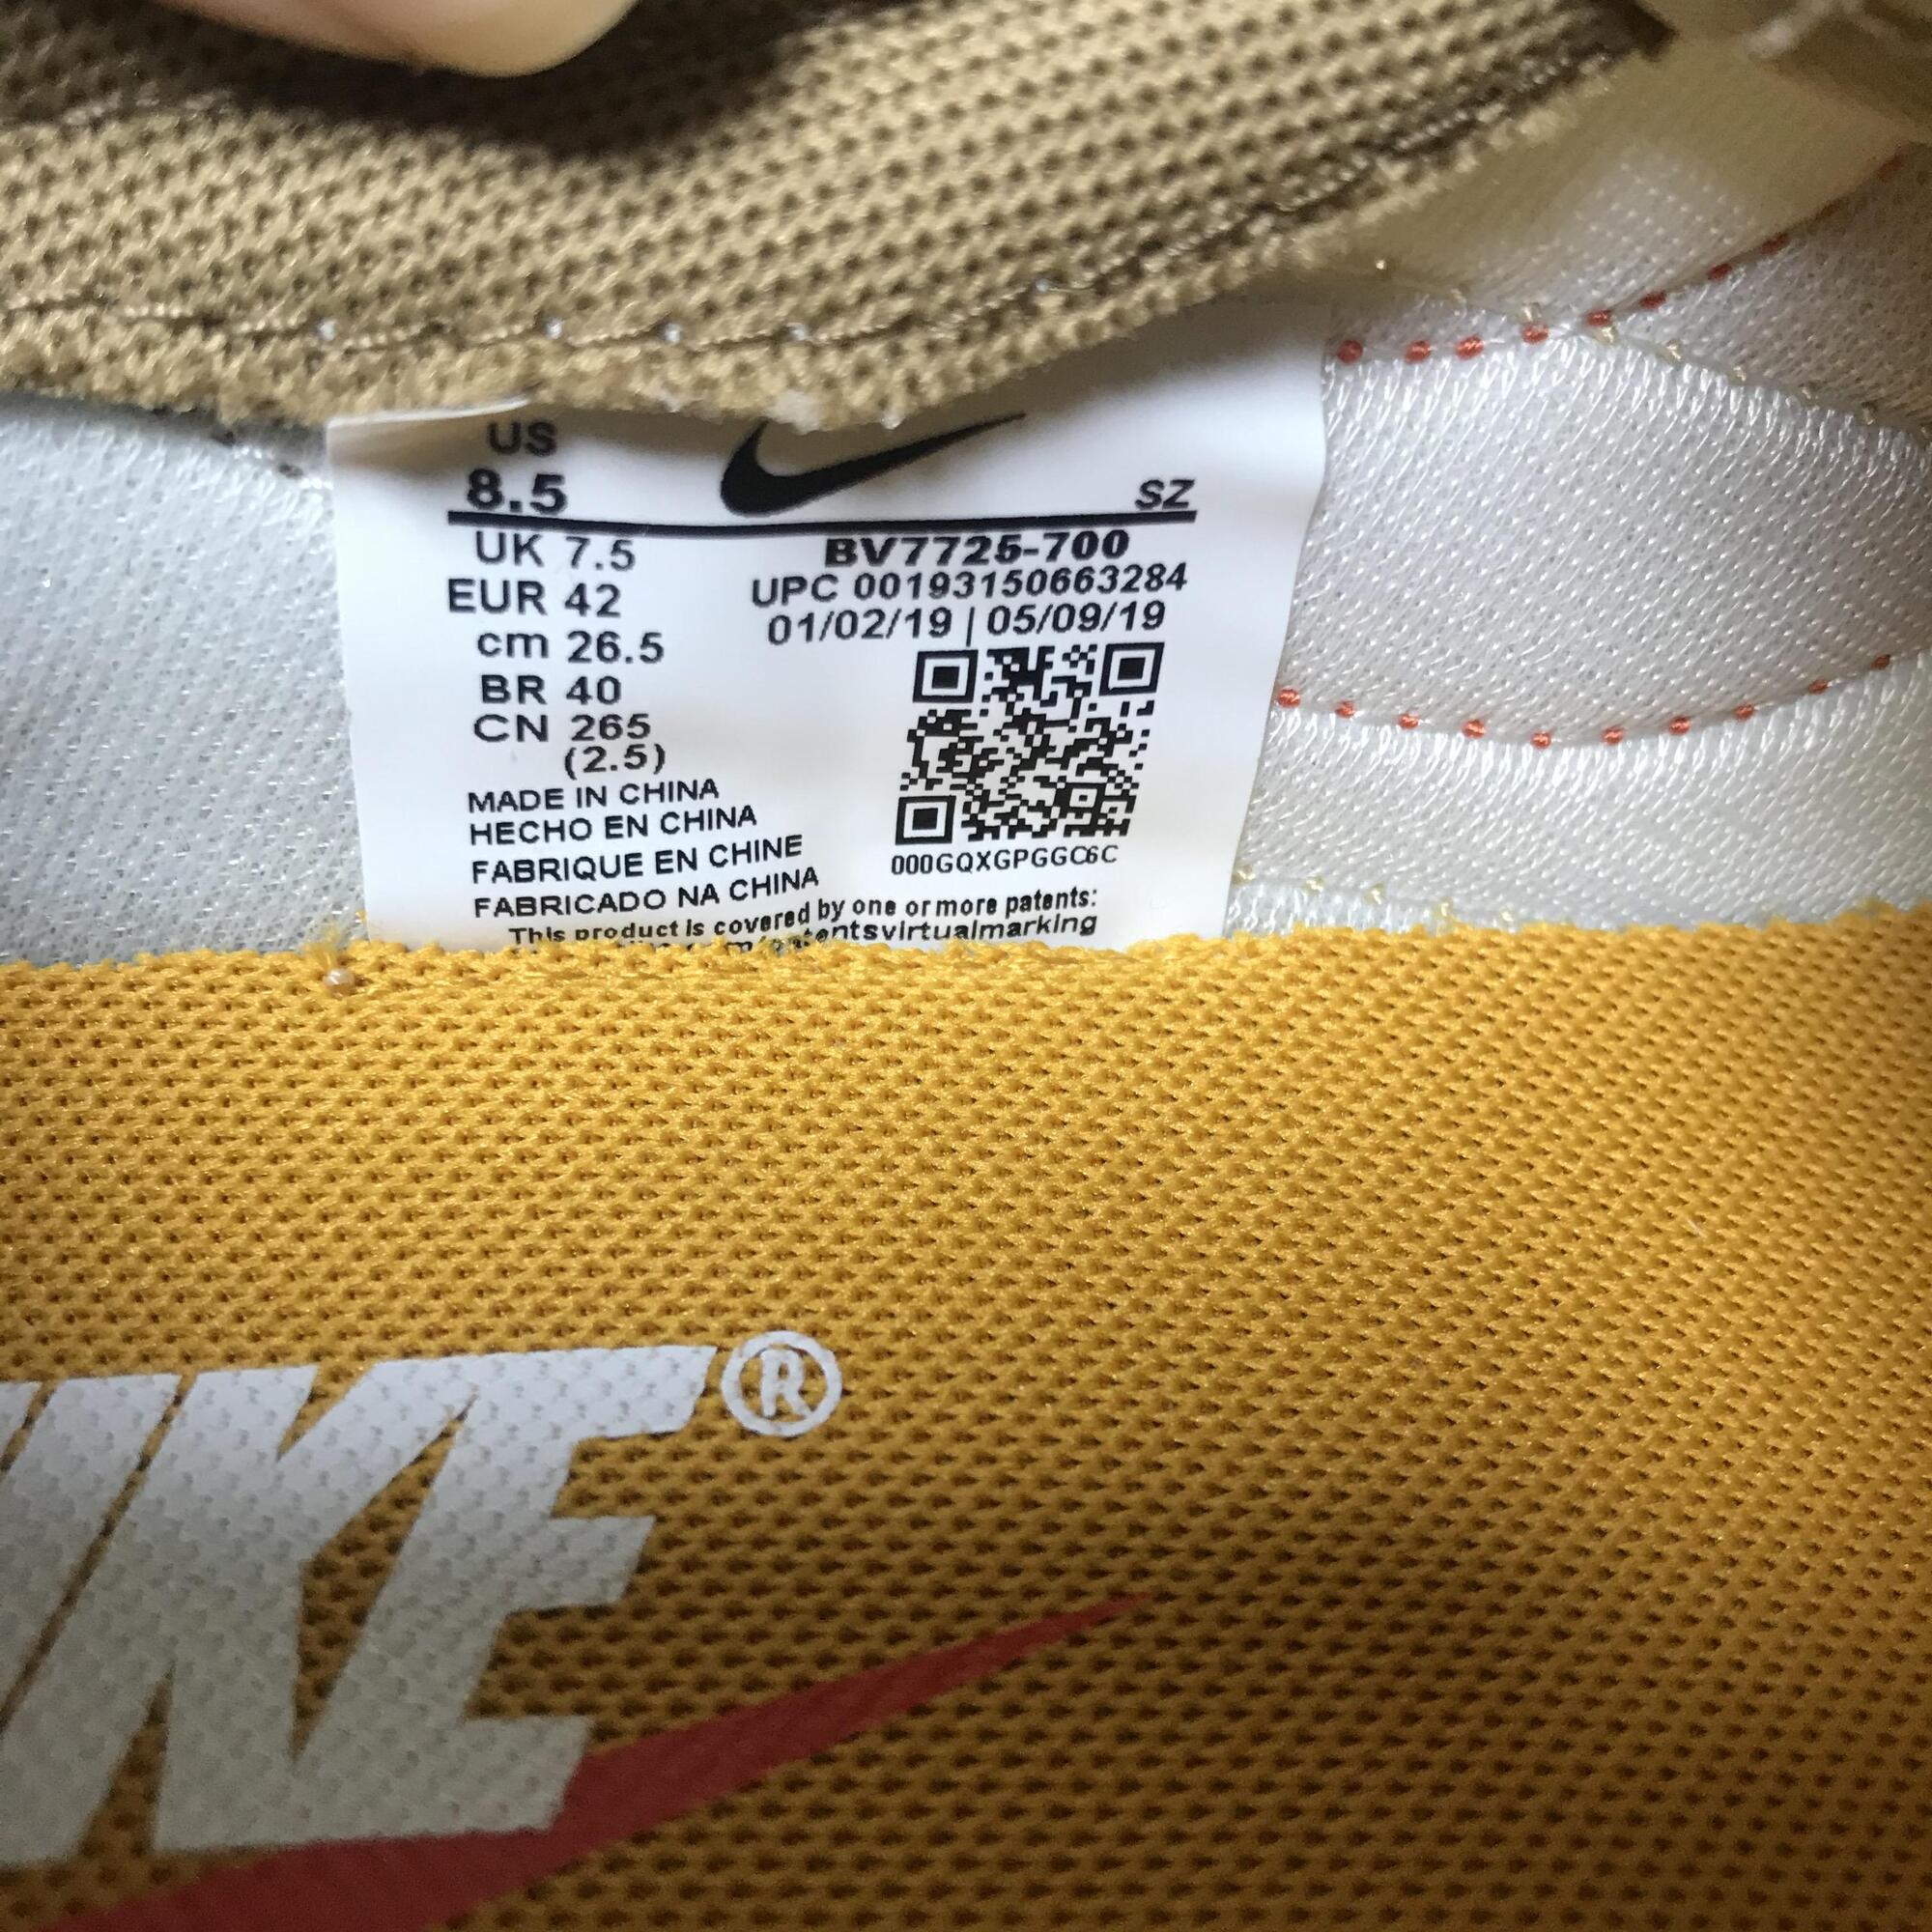 US
8.5
SZ
UK 7.5
EUR 42
cm 26.5
BR 40
CN 265
(2.5)
BV7725-700
UPC 00193150663284
01/02/19 | 05/09/19
000GQXGPGGC6C
MADE IN CHINA
HECHO EN CHINA
FABRIQUE EN CHINE
FABRICADO NA CHINA
This product is covered by one or more patents:
NIKE®